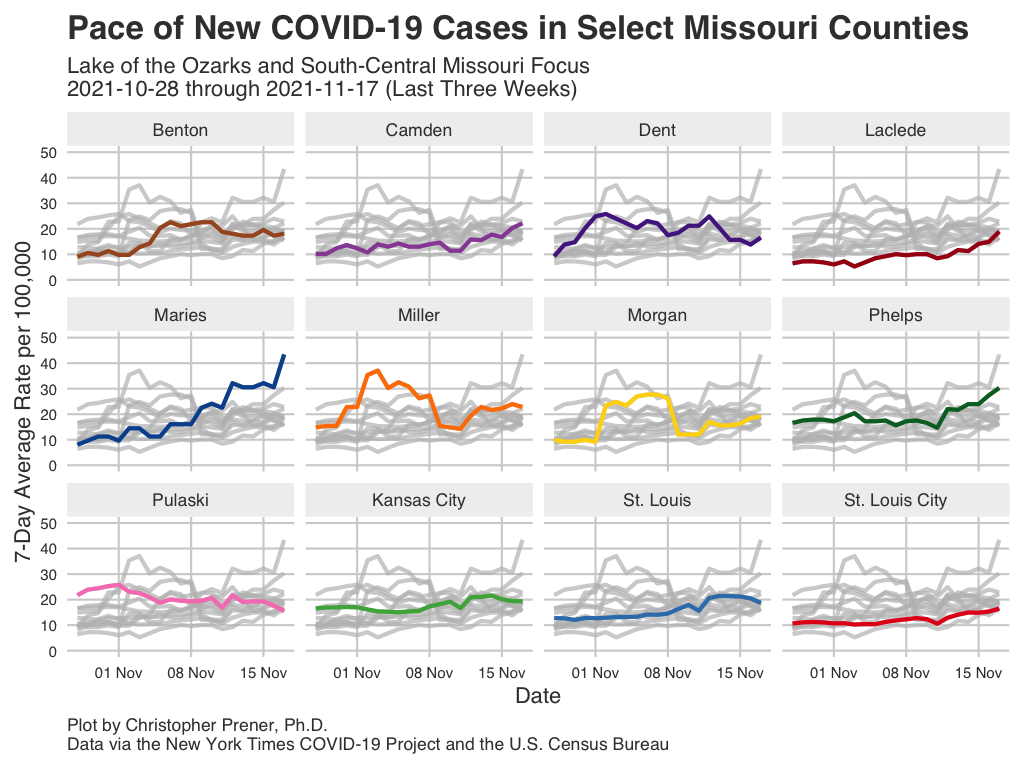 Pace of New COVID-19 Cases in Select Missouri Counties
Lake of the Ozarks and South-Central Missouri Focus
2021-10-28 through 2021-11-17 (Last Three Weeks)
Benton
Camden
Dent
Laclede
50
40
30
20
10
0
Maries
Miller
Morgan
Phelps
50
40
30
20
10
0
7-Day Average Rate per 100,000
Pulaski
Kansas City
St. Louis
St. Louis City
50
40
30
20
10
0
01 Nov
08 Nov
15 Nov
01 Nov
08 Nov
15 Nov
01 Nov
08 Nov
15 Nov
01 Nov
08 Nov
15 Nov
Date
Plot by Christopher Prener, Ph.D.
Data via the New York Times COVID-19 Project and the U.S. Census Bureau